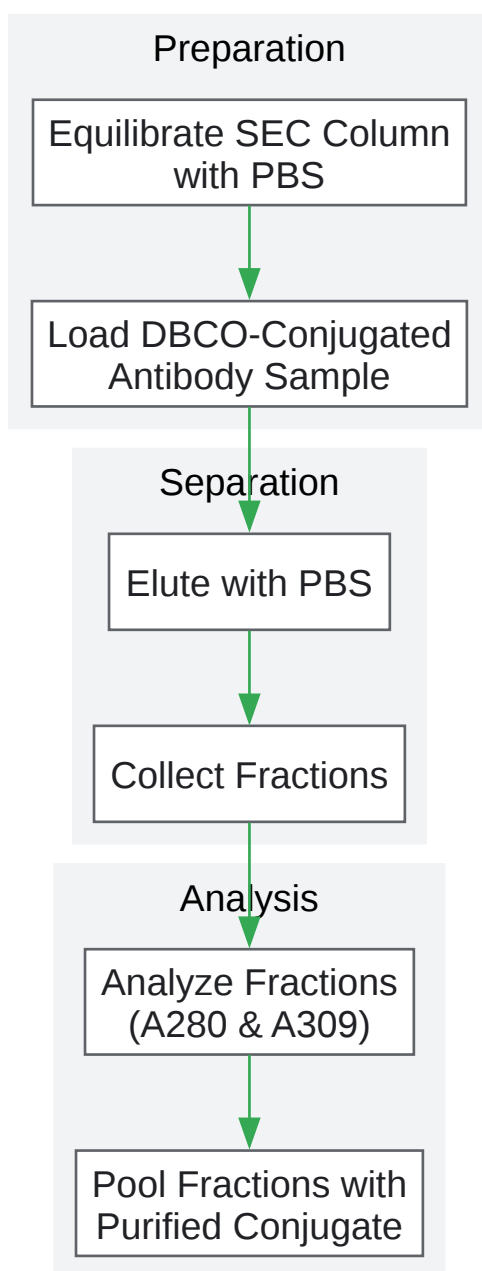 Preparation
Equilibrate SEC Column
with PBS
Load DBCO-Conjugated
Antibody Sample
Separation
Elute with PBS
Collect Fractions
Analysis
Analyze Fractions
(A280 & A309)
Pool Fractions with
Purified Conjugate